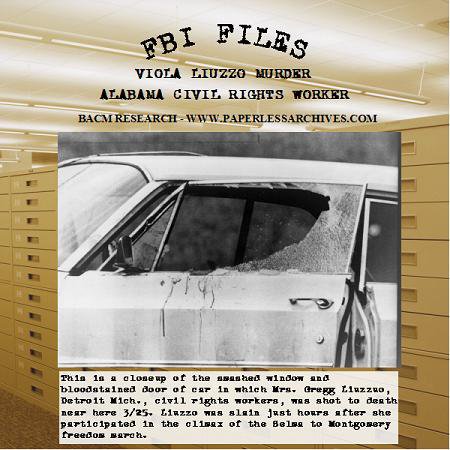 FBI FILES
VIOLA LIUZZO MURDER
ALABAMA CIVIL RIGHTS WORKER
BACM RESEARCH - WWW.PAPERLESSARCHIVES.COM
This is a closeup of the smashed window and
bloodstained door of car in which Mrs. Gregg Liuzzuo,
Detroit Mich., civil rights workers, was shot to death
near here 3/25. Liuzzo was slain just hours after she
participated in the climax of the Selma to Montgomery
freedom march.